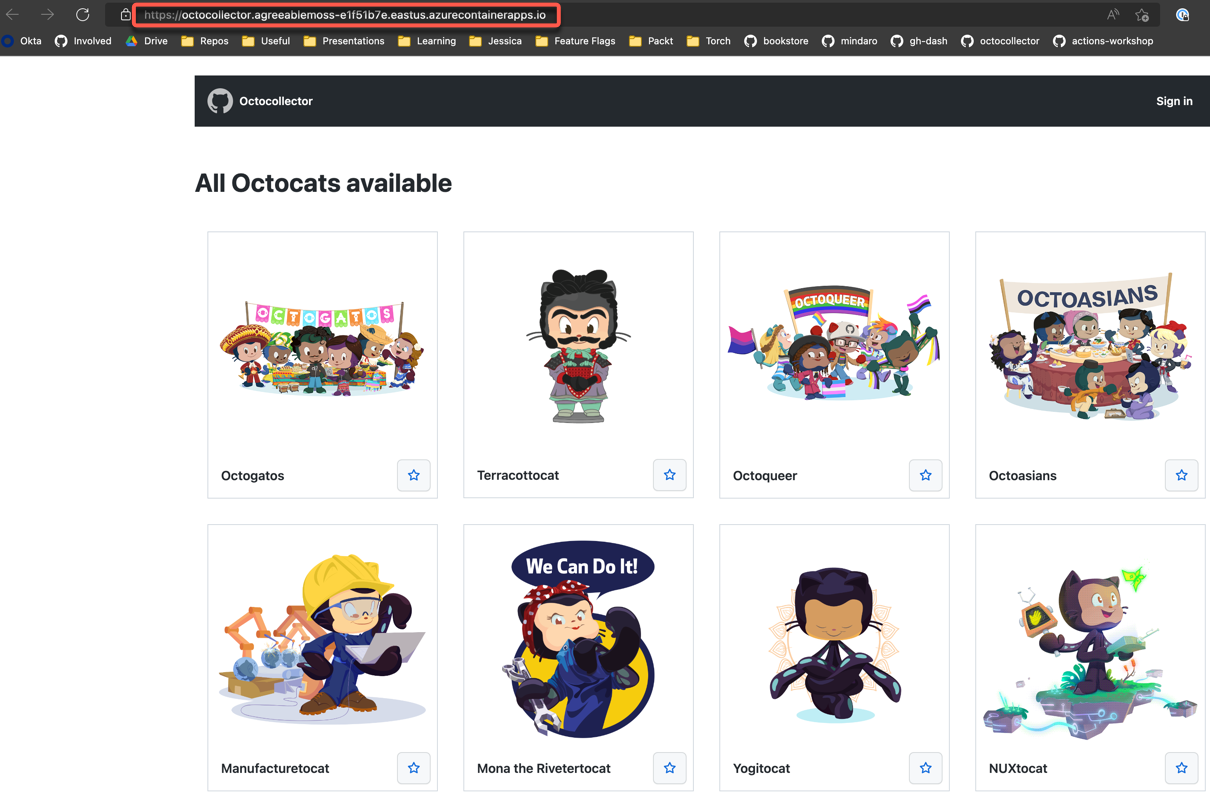 https://octocollector.agreeablemoss-e1f51b7e.eastus.azurecontainerapps.io
Okta Involved Drive Repos Useful Presentations Learning Jessica Feature Flags Packt Torch bookstore mindaro gh-dash octocollector actions-workshop
Octocollector Sign in
All Octocats available
OCTOGATOS
OCTOQUEER
OCTOASIANS
Octogatos
Terracottocat
Octoqueer
Octoasians
We Can Do It!
Manufacturetocat
Mona the Rivetertocat
Yogitocat
NUXtocat